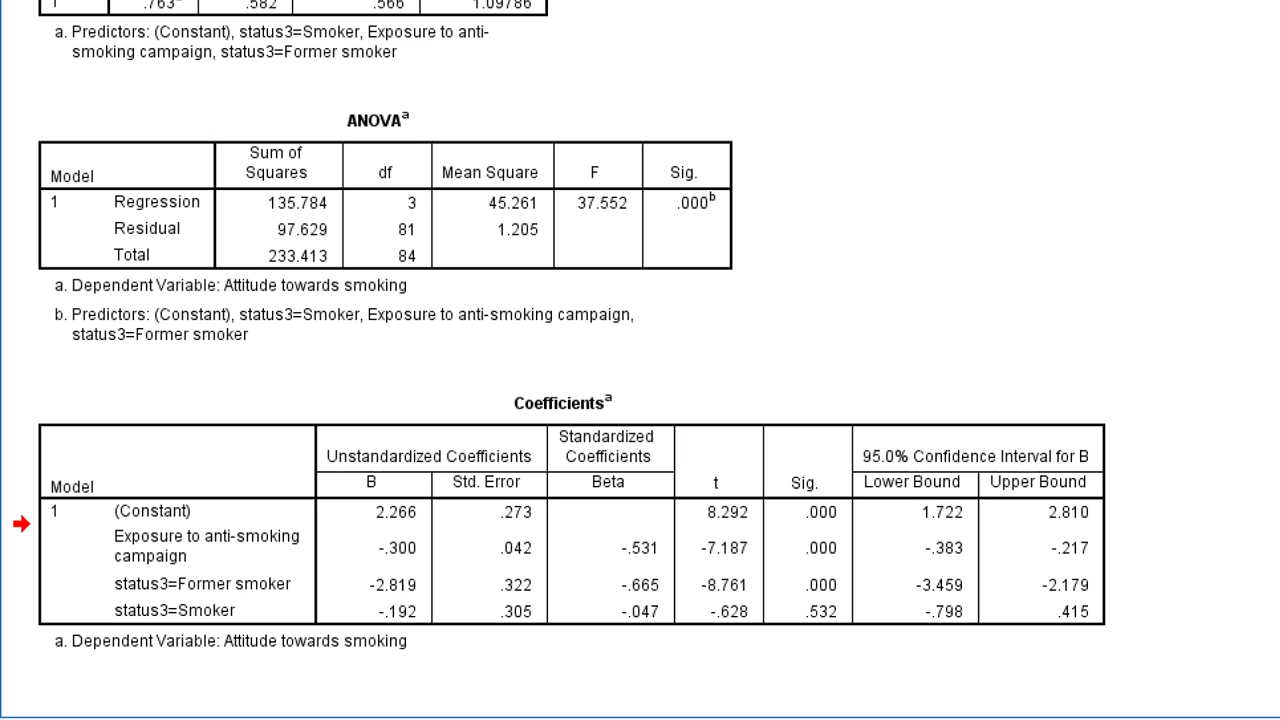 1 .763a .582 .566 1.09786
a. Predictors: (Constant), status3=Smoker, Exposure to anti-
smoking campaign, status3=Former smoker
ANOVAa
Model Sum of Squares df Mean Square F Sig.
1 Regression 135.784 3 45.261 37.552 .000b
Residual 97.629 81 1.205
Total 233.413 84
a. Dependent Variable: Attitude towards smoking
b. Predictors: (Constant), status3=Smoker, Exposure to anti-smoking campaign,
status3=Former smoker
Coefficientsa
Model Unstandardized Coefficients Standardized Coefficients t Sig. 95.0% Confidence Interval for B
B Std. Error Beta Lower Bound Upper Bound
1 (Constant) 2.266 .273 8.292 .000 1.722 2.810
Exposure to anti-smoking campaign -.300 .042 -.531 -7.187 .000 -.383 -.217
status3=Former smoker -2.819 .322 -.665 -8.761 .000 -3.459 -2.179
status3=Smoker -.192 .305 -.047 -.628 .532 -.798 .415
a. Dependent Variable: Attitude towards smoking